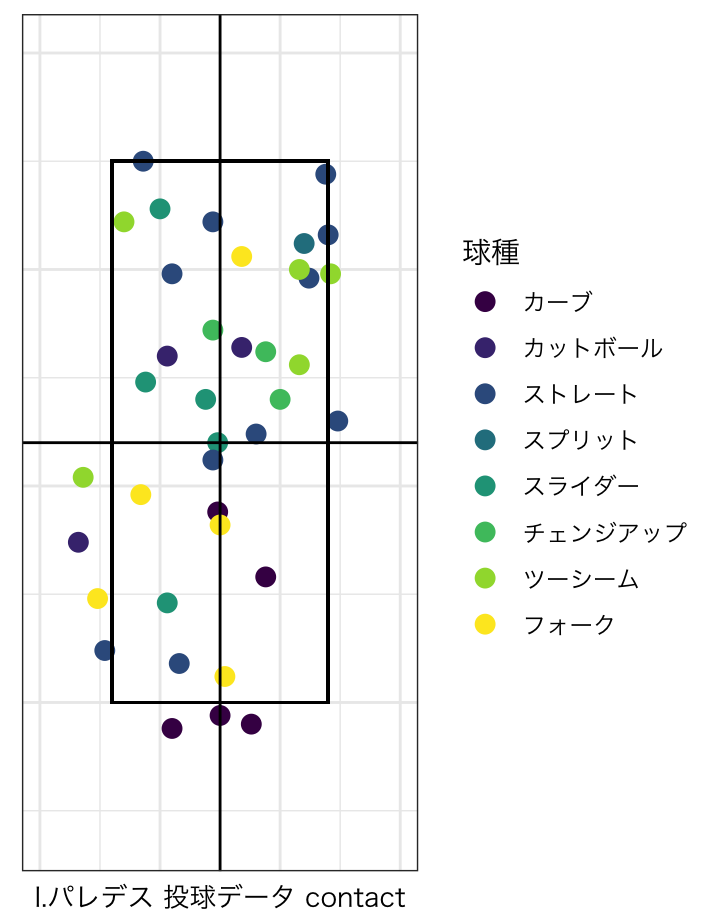 球種
カーブ
カットボール
ストレート
スプリット
スライダー
チェンジアップ
ツーシーム
フォーク
I.パレデス 投球データ contact